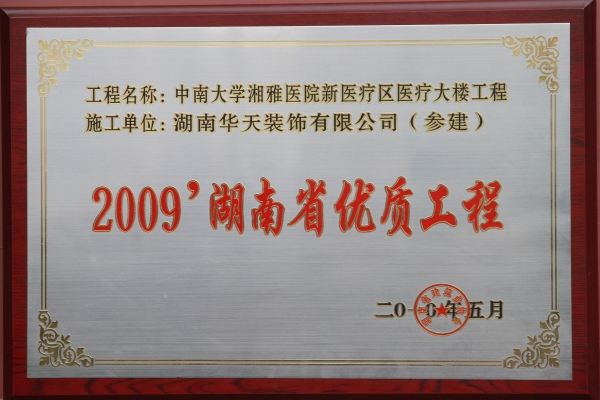 工程名称：中南大学湘雅医院新医疗区医疗大楼工程
施工单位：湖南华天装饰有限公司（参建）
2009’湖南省优质工程
二〇一〇年五月